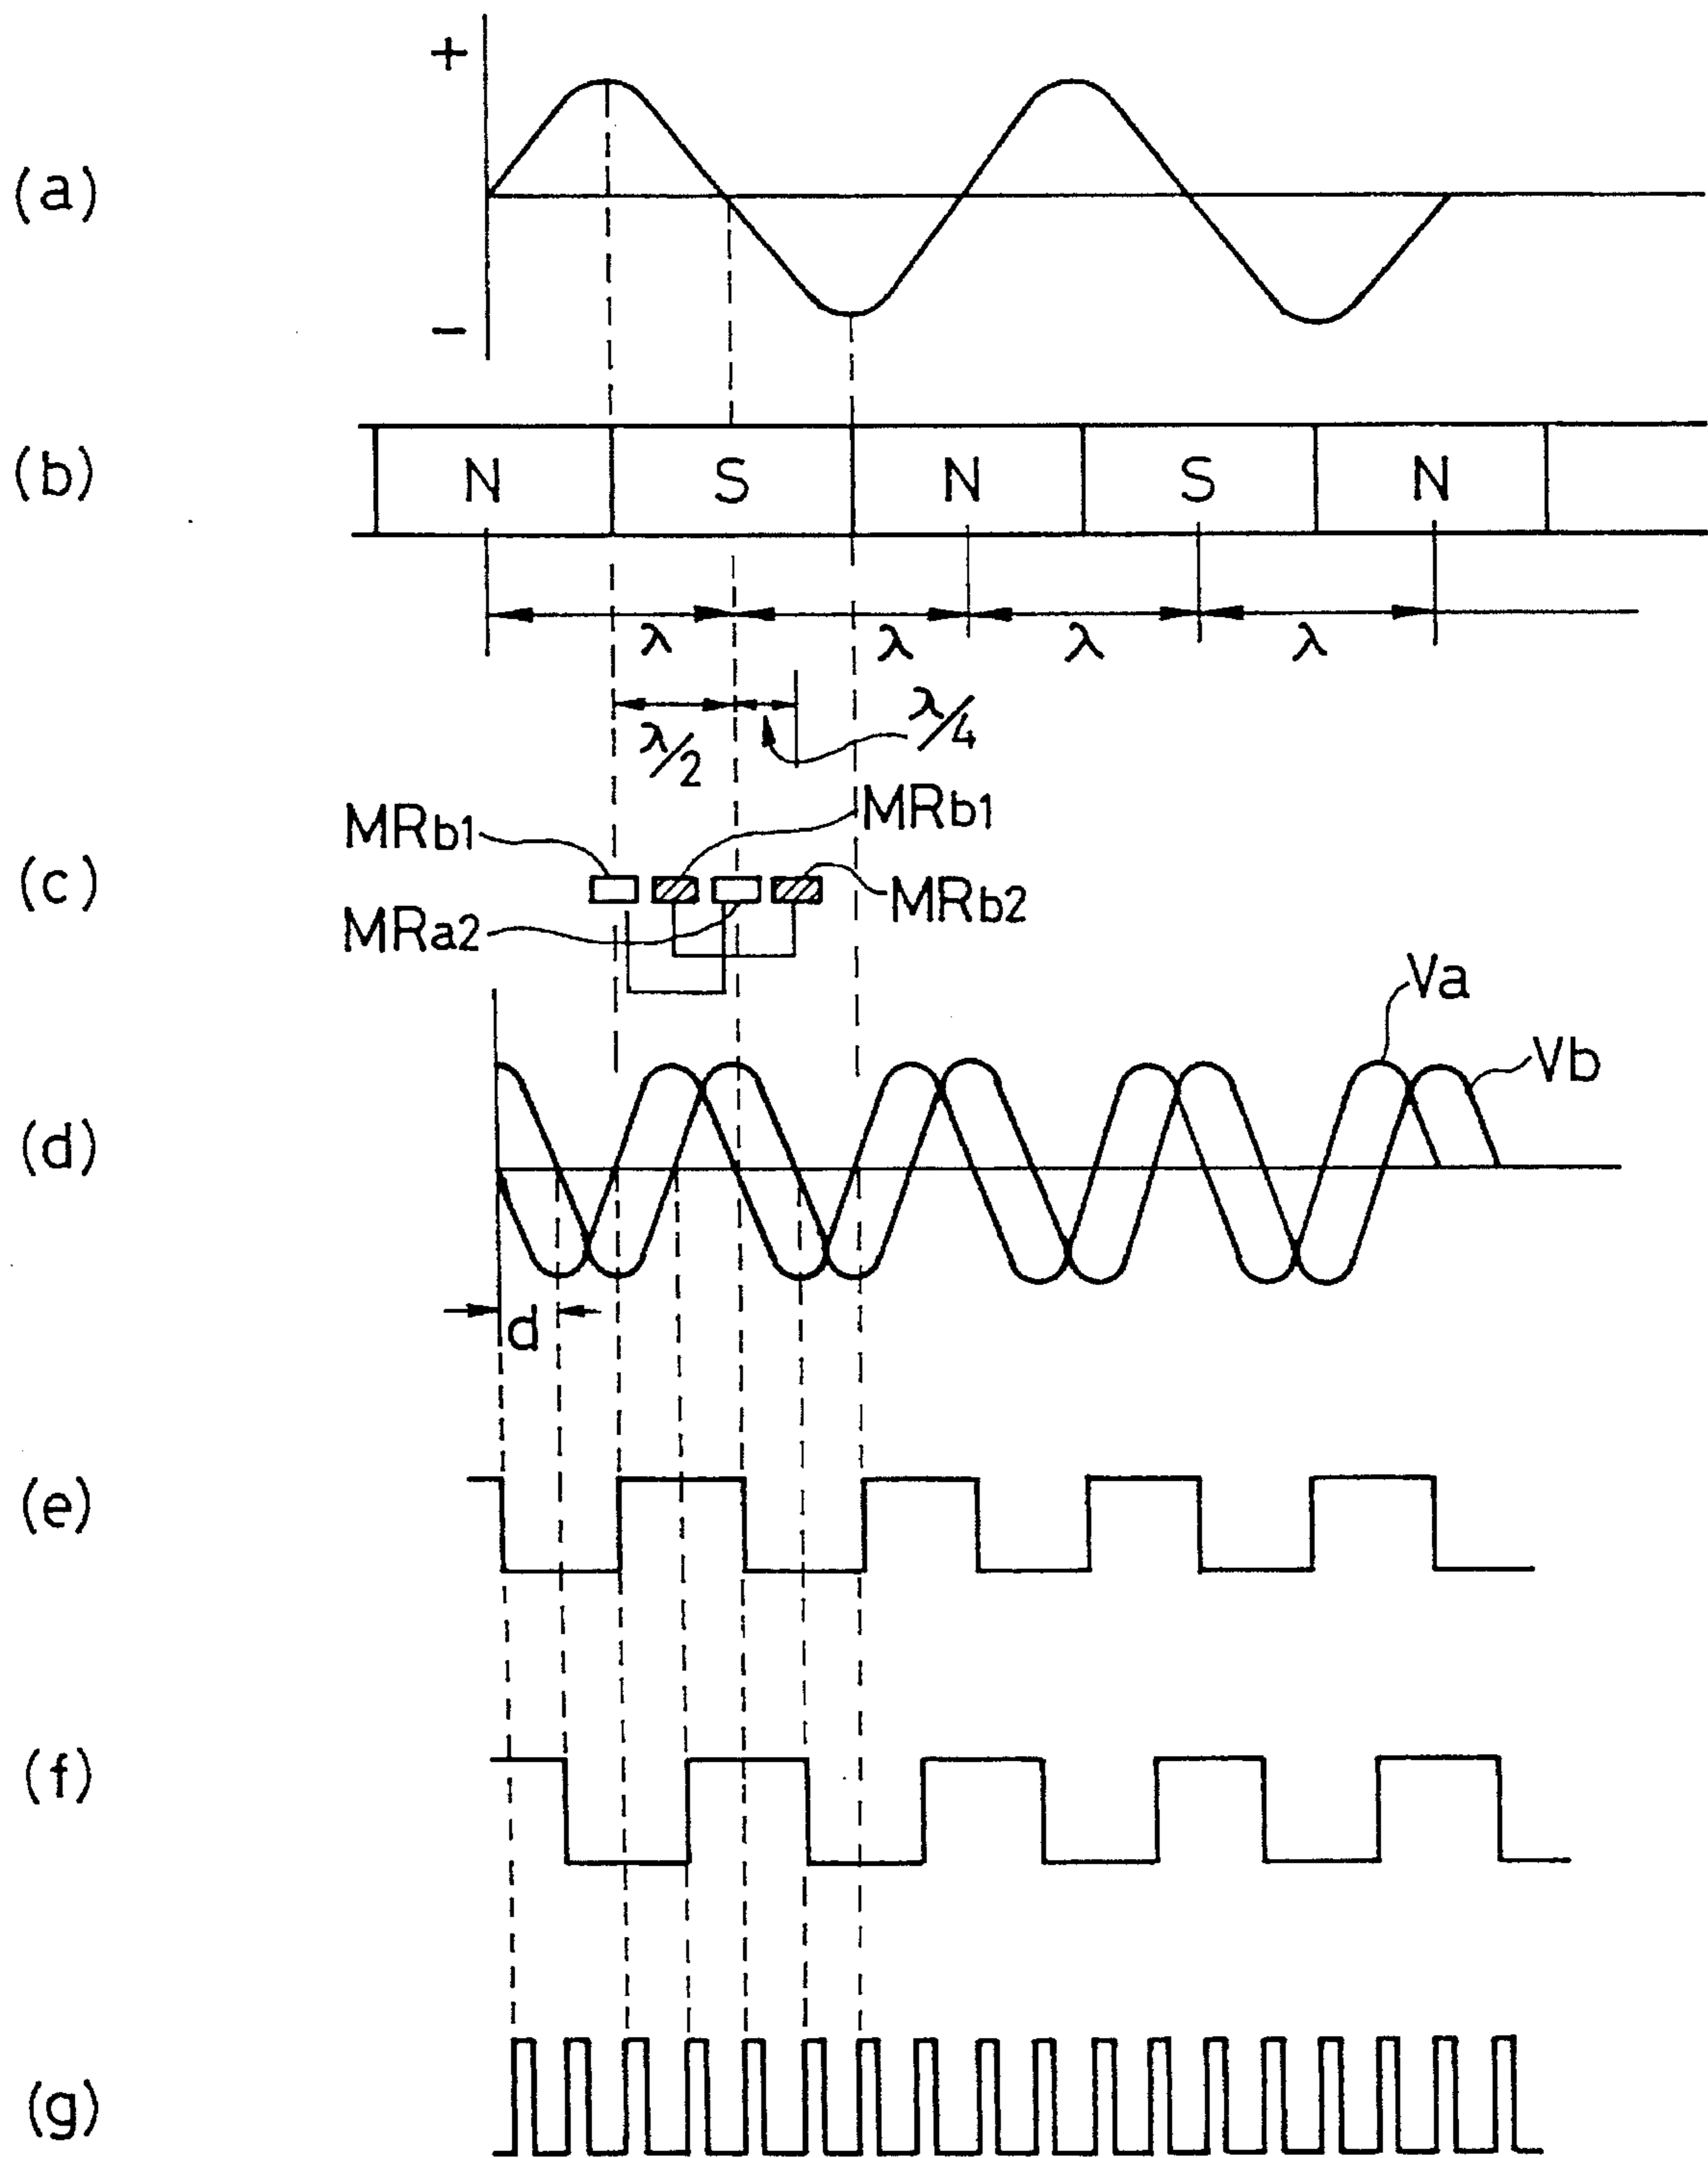 +
(a)
−
(b)
N S N S N
λ λ λ λ
λ/2 λ/4
MRb1 MRb1
(c)
MRa2 MRb2
Va
Vb
(d)
d
(e)
(f)
(g)